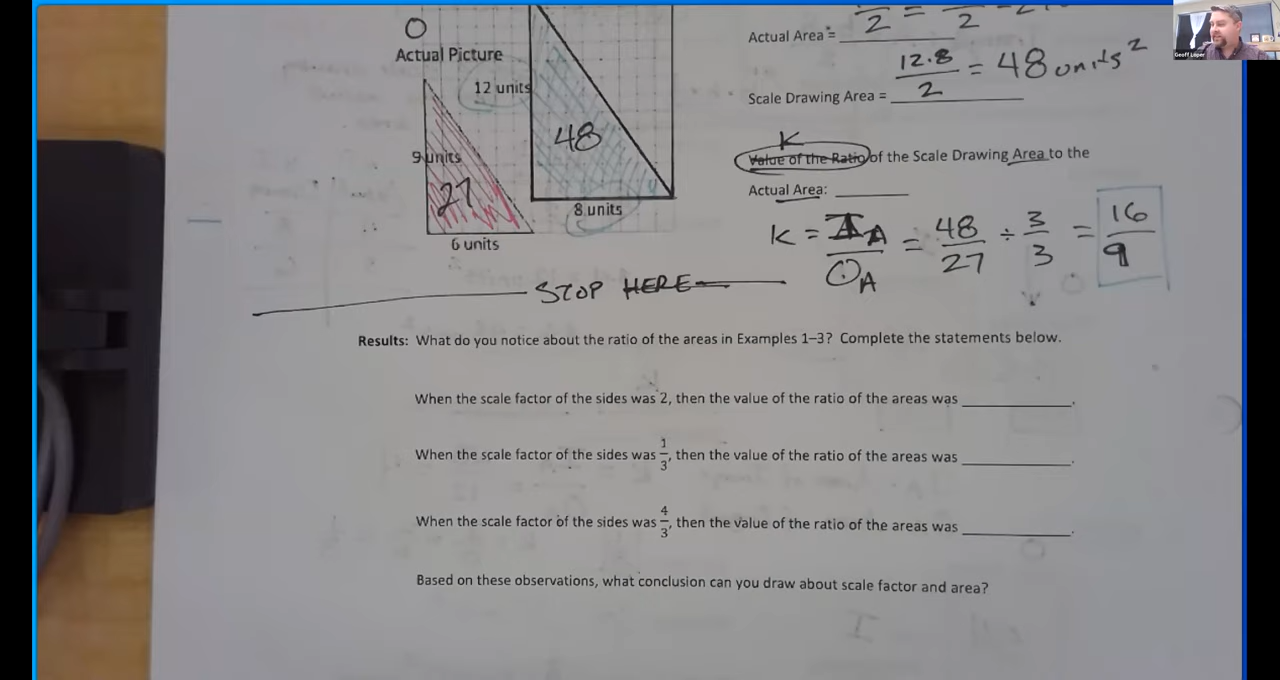 O
Actual Picture
12 units
9 units
27
6 units
48
8 units
2 = 2
Actual Area =
12.8 / 2 = 48 units²
Scale Drawing Area =
K
Value of the Ratio of the Scale Drawing Area to the
Actual Area:
K = I_A / O_A = 48/27 ÷ 3/3 = 16/9
STOP HERE
Results: What do you notice about the ratio of the areas in Examples 1–3? Complete the statements below.
When the scale factor of the sides was 2, then the value of the ratio of the areas was ____.
When the scale factor of the sides was 1/3, then the value of the ratio of the areas was ____.
When the scale factor of the sides was 4/3, then the value of the ratio of the areas was ____.
Based on these observations, what conclusion can you draw about scale factor and area?